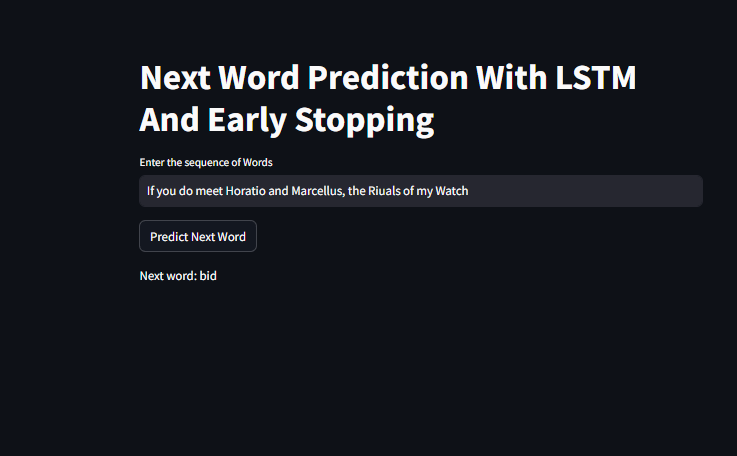 Next Word Prediction With LSTM
And Early Stopping
Enter the sequence of Words
If you do meet Horatio and Marcellus, the Riuals of my Watch
Predict Next Word
Next word: bid